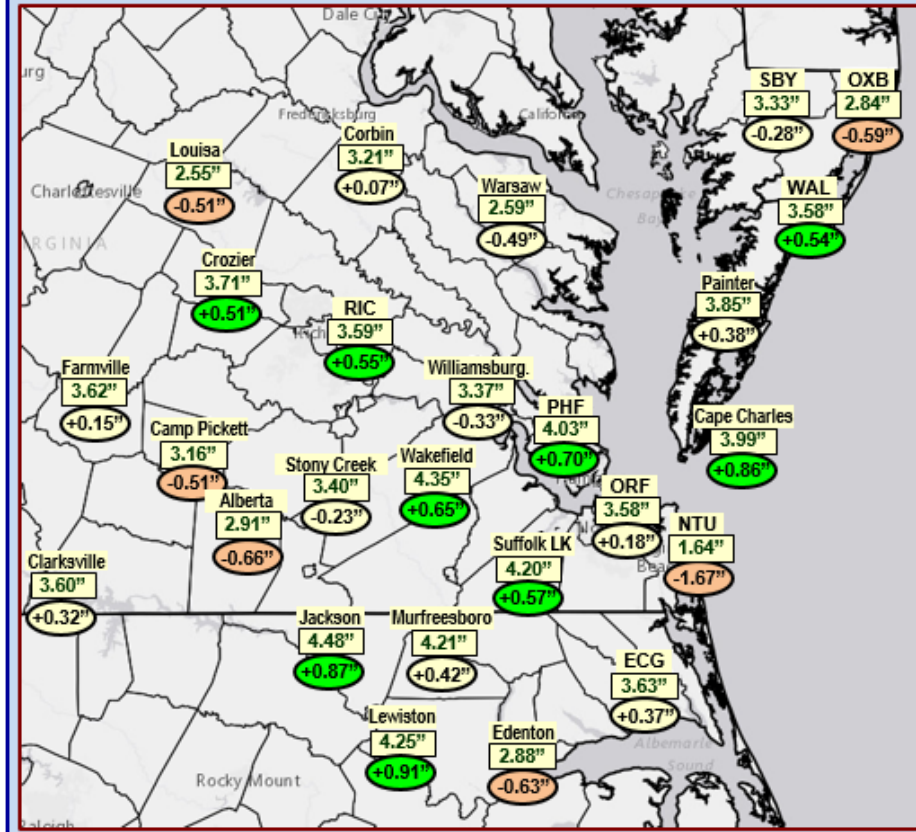 Dale Cit
urg
Fredericksburg
California
SBY
3.33”
-0.28”
OXB
2.84”
-0.59”
Corbin
3.21”
+0.07”
Louisa
2.55”
-0.51”
Charlottesville
Warsaw
2.59”
-0.49”
Chesapeake
Bay
WAL
3.58”
+0.54”
IRGINIA
Crozier
3.71”
+0.51”
Painter
3.85”
+0.38”
RIC
3.59”
+0.55”
Rich
Farmville
3.62”
+0.15”
Williamsburg.
3.37”
-0.33”
PHF
4.03”
+0.70”
Cape Charles
3.99”
+0.86”
Camp Pickett
3.16”
-0.51”
Stony Creek
3.40”
-0.23”
Wakefield
4.35”
+0.65”
ORF
3.58”
+0.18”
Alberta
2.91”
-0.66”
NTU
1.64”
-1.67”
Suffolk LK
4.20”
+0.57”
Clarksville
3.60”
+0.32”
Jackson
4.48”
+0.87”
Murfreesboro
4.21”
+0.42”
ECG
3.63”
+0.37”
Lewiston
4.25”
+0.91”
Edenton
2.88”
-0.63”
Albemarle
Sound
Rocky Mount
Raleigh